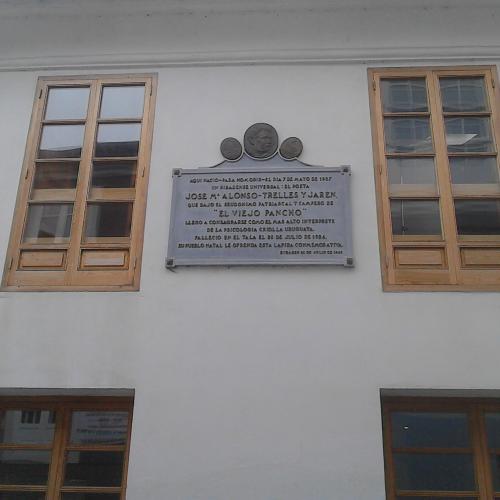 AQUI NACIO-PARA HONOR-EL DIA 7 DE MAYO DE 1857
UN RIBADENSE UNIVERSAL: EL POETA
JOSE Mª ALONSO-TRELLES Y JAREN,
QUE BAJO EL SEUDONIMO PATRIARCAL Y CAMPERO DE
"EL VIEJO PANCHO"
LLEGO A CONSAGRARSE COMO EL MAS ALTO INTERPRETE
DE LA PSICOLOGIA CRIOLLA URUGUAYA.
FALLECIO EN EL TALA EL 28 DE JULIO DE 1924.
SU PUEBLO NATAL LE OFRENDA ESTA LAPIDA CONMEMORATIVA.
RIBADEO DE JULIO DE